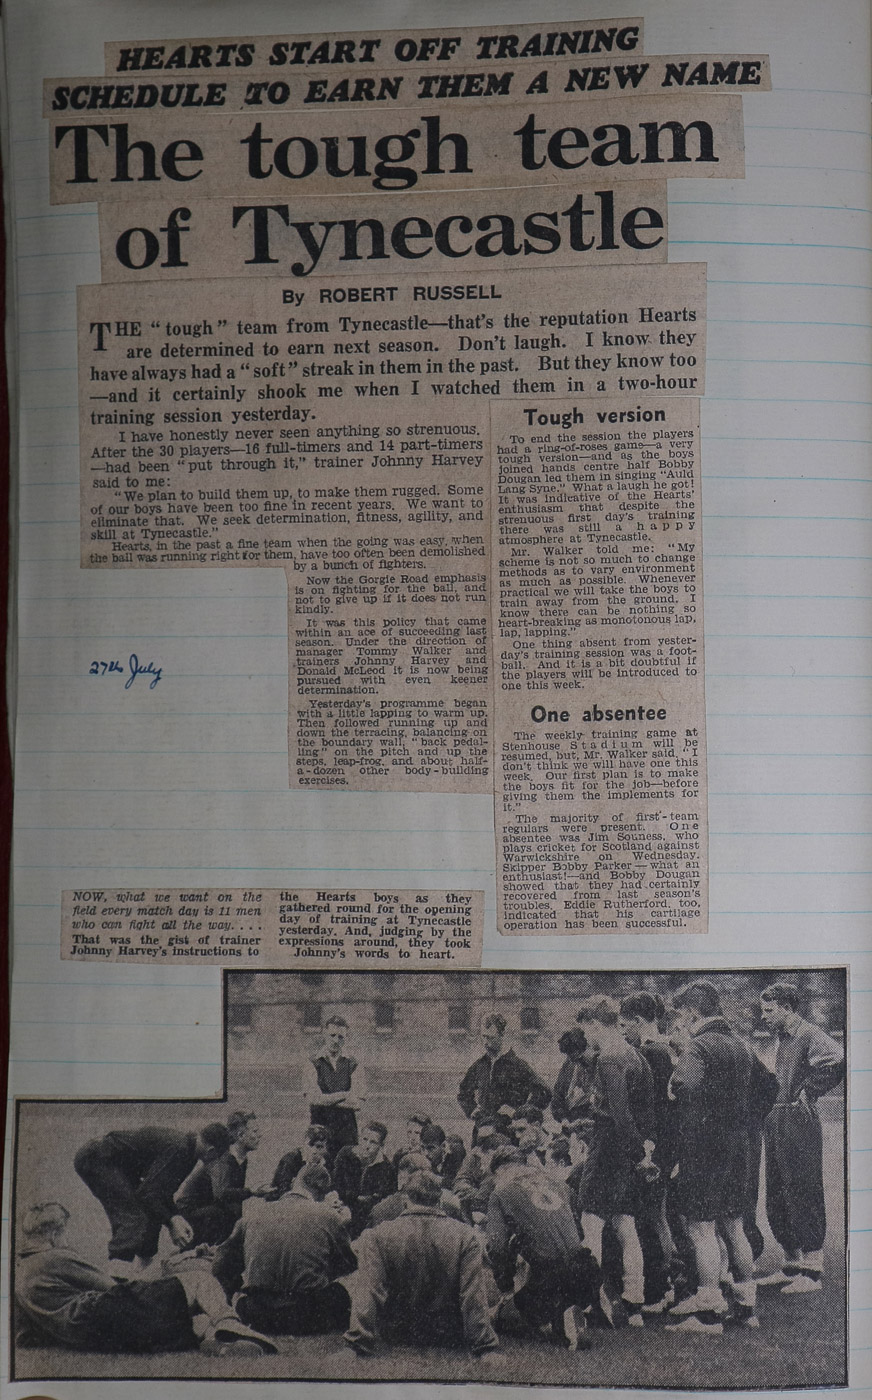 HEARTS START OFF TRAINING
SCHEDULE TO EARN THEM A NEW NAME
The tough team
of Tynecastle
By ROBERT RUSSELL
THE "tough" team from Tynecastle—that's the reputation Hearts
are determined to earn next season. Don't laugh. I know they
have always had a "soft" streak in them in the past. But they know too
—and it certainly shook me when I watched them in a two-hour
training session yesterday.
I have honestly never seen anything so strenuous.
After the 30 players—16 full-timers and 14 part-timers
—had been "put through it," trainer Johnny Harvey
said to me:
"We plan to build them up, to make them rugged. Some
of our boys have been too fine in recent years. We want to
eliminate that. We seek determination, fitness, agility, and
skill at Tynecastle."
Hearts, in the past a fine team when the going was easy, when
the ball was running right for them, have too often been demolished
by a bunch of fighters.
Now the Gorgie Road emphasis
is on fighting for the ball, and
not to give up if it does not run
kindly.
It was this policy that came
within an ace of succeeding last
season. Under the direction of
manager Tommy Walker and
trainers Johnny Harvey and
Donald McLeod it is now being
pursued with even keener
determination.
Yesterday's programme began
with a little lapping to warm up.
Then followed running up and
down the terracing, balancing on
the boundary wall, "back pedal-
ling" on the pitch and up the
steps, leap-frog, and about half-
a-dozen other body-building
exercises.
Tough version
To end the session the players
had a ring-of-roses game—a very
tough version—and as the boys
joined hands centre half Bobby
Dougan led them in singing "Auld
Lang Syne." What a laugh he got!
It was indicative of the Hearts'
enthusiasm that despite the
strenuous first day's training
there was still a happy
atmosphere at Tynecastle.
Mr. Walker told me: "My
scheme is not so much to change
methods as to vary environment
as much as possible. Whenever
practical we will take the boys to
train away from the ground. I
know there can be nothing so
heart-breaking as monotonous lap,
lap, lapping."
One thing absent from yester-
day's training session was a foot-
ball. And it is a bit doubtful if
the players will be introduced to
one this week.
One absentee
The weekly training game at
Stenhouse Stadium will be
resumed, but, Mr. Walker said, "I
don't think we will have one this
week. Our first plan is to make
the boys fit for the job—before
giving them the implements for
it."
The majority of first-team
regulars were present. One
absentee was Jim Souness, who
plays cricket for Scotland against
Warwickshire on Wednesday.
Skipper Bobby Parker—what an
enthusiast!—and Bobby Dougan
showed that they had certainly
recovered from last season's
troubles. Eddie Rutherford, too,
indicated that his cartilage
operation has been successful.
27th July
NOW, what we want on the
field every match day is 11 men
who can fight all the way. . . .
That was the gist of trainer
Johnny Harvey's instructions to
the Hearts boys as they
gathered round for the opening
day of training at Tynecastle
yesterday. And, judging by the
expressions around, they took
Johnny's words to heart.